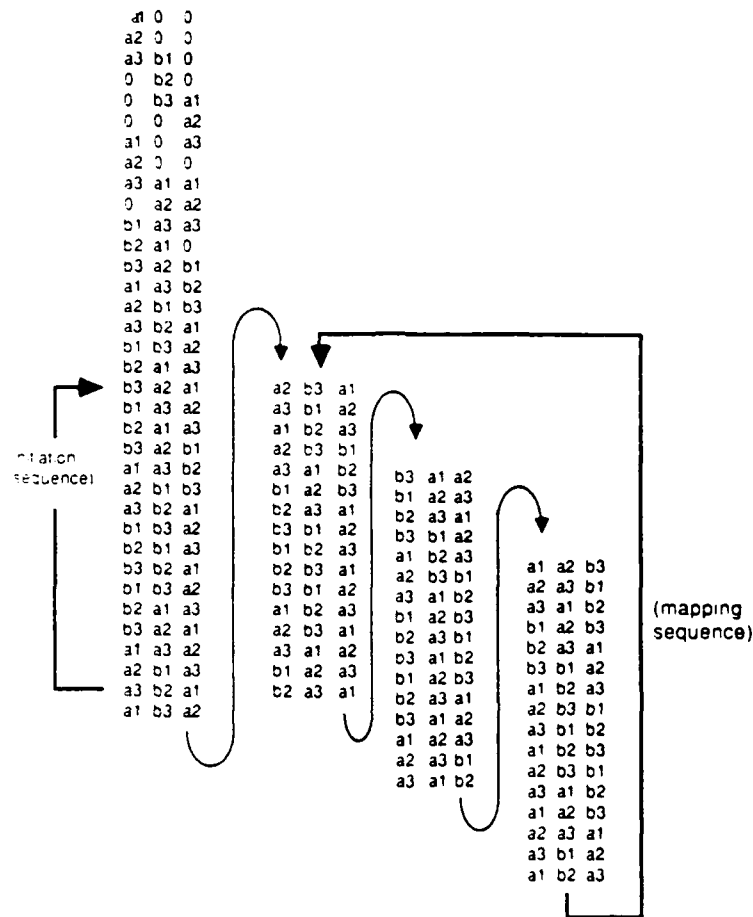 a1 0 0
a2 0 0
a3 b1 0
0 b2 0
0 b3 a1
0 0 a2
a1 0 a3
a2 0 0
a3 a1 a1
0 a2 a2
b1 a3 a3
b2 a1 0
b3 a2 b1
a1 a3 b2
a2 b1 b3
a3 b2 a1
b1 b3 a2
b2 a1 a3
b3 a2 a1
b1 a3 a2
b2 a1 a3
b3 a2 b1
a1 a3 b2
a2 b1 b3
a3 b2 a1
b1 b3 a2
b2 b1 a3
b3 b2 a1
b1 b3 a2
b2 a1 a3
b3 a2 a1
a1 a3 a2
a2 b1 a3
a3 b2 a1
a1 b3 a2
sequence)
a2 b3 a1
a3 b1 a2
a1 b2 a3
a2 b3 b1
a3 a1 b2
b1 a2 b3
b2 a3 a1
b3 b1 a2
b1 b2 a3
b2 b3 a1
b3 b1 a2
a1 b2 a3
a2 b3 a1
a3 a1 a2
b1 a2 a3
b2 a3 a1
b3 a1 a2
b1 a2 a3
b2 a3 a1
b3 b1 a2
a1 b2 a3
a2 b3 b1
a3 a1 b2
b1 a2 b3
b2 a3 b1
b3 a1 b2
b1 a2 b3
b2 a3 a1
b3 a1 a2
a1 a2 a3
a2 a3 b1
a3 a1 b2
a1 a2 b3
a2 a3 b1
a3 a1 b2
b1 a2 b3
b2 a3 a1
b3 b1 a2
a1 b2 a3
a2 b3 b1
a3 b1 b2
a1 b2 b3
a2 b3 b1
a3 a1 b2
a1 a2 b3
a2 a3 a1
a3 b1 a2
a1 b2 a3
(mapping
sequence)